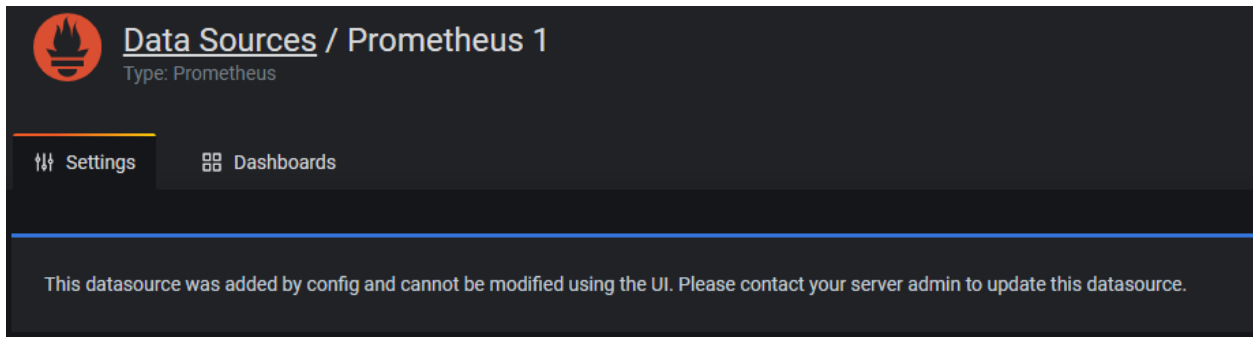 Data Sources / Prometheus 1
Type: Prometheus
Settings
Dashboards
This datasource was added by config and cannot be modified using the UI. Please contact your server admin to update this datasource.